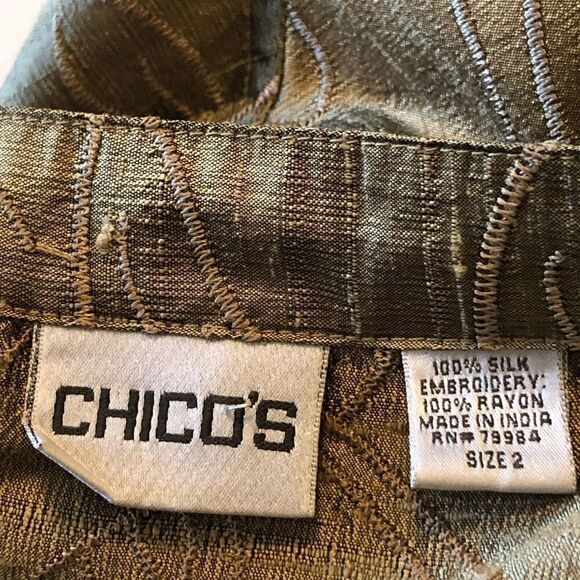 CHICO'S
100% SILK
EMBROIDERY:
100% RAYON
MADE IN INDIA
RN# 79984
SIZE 2